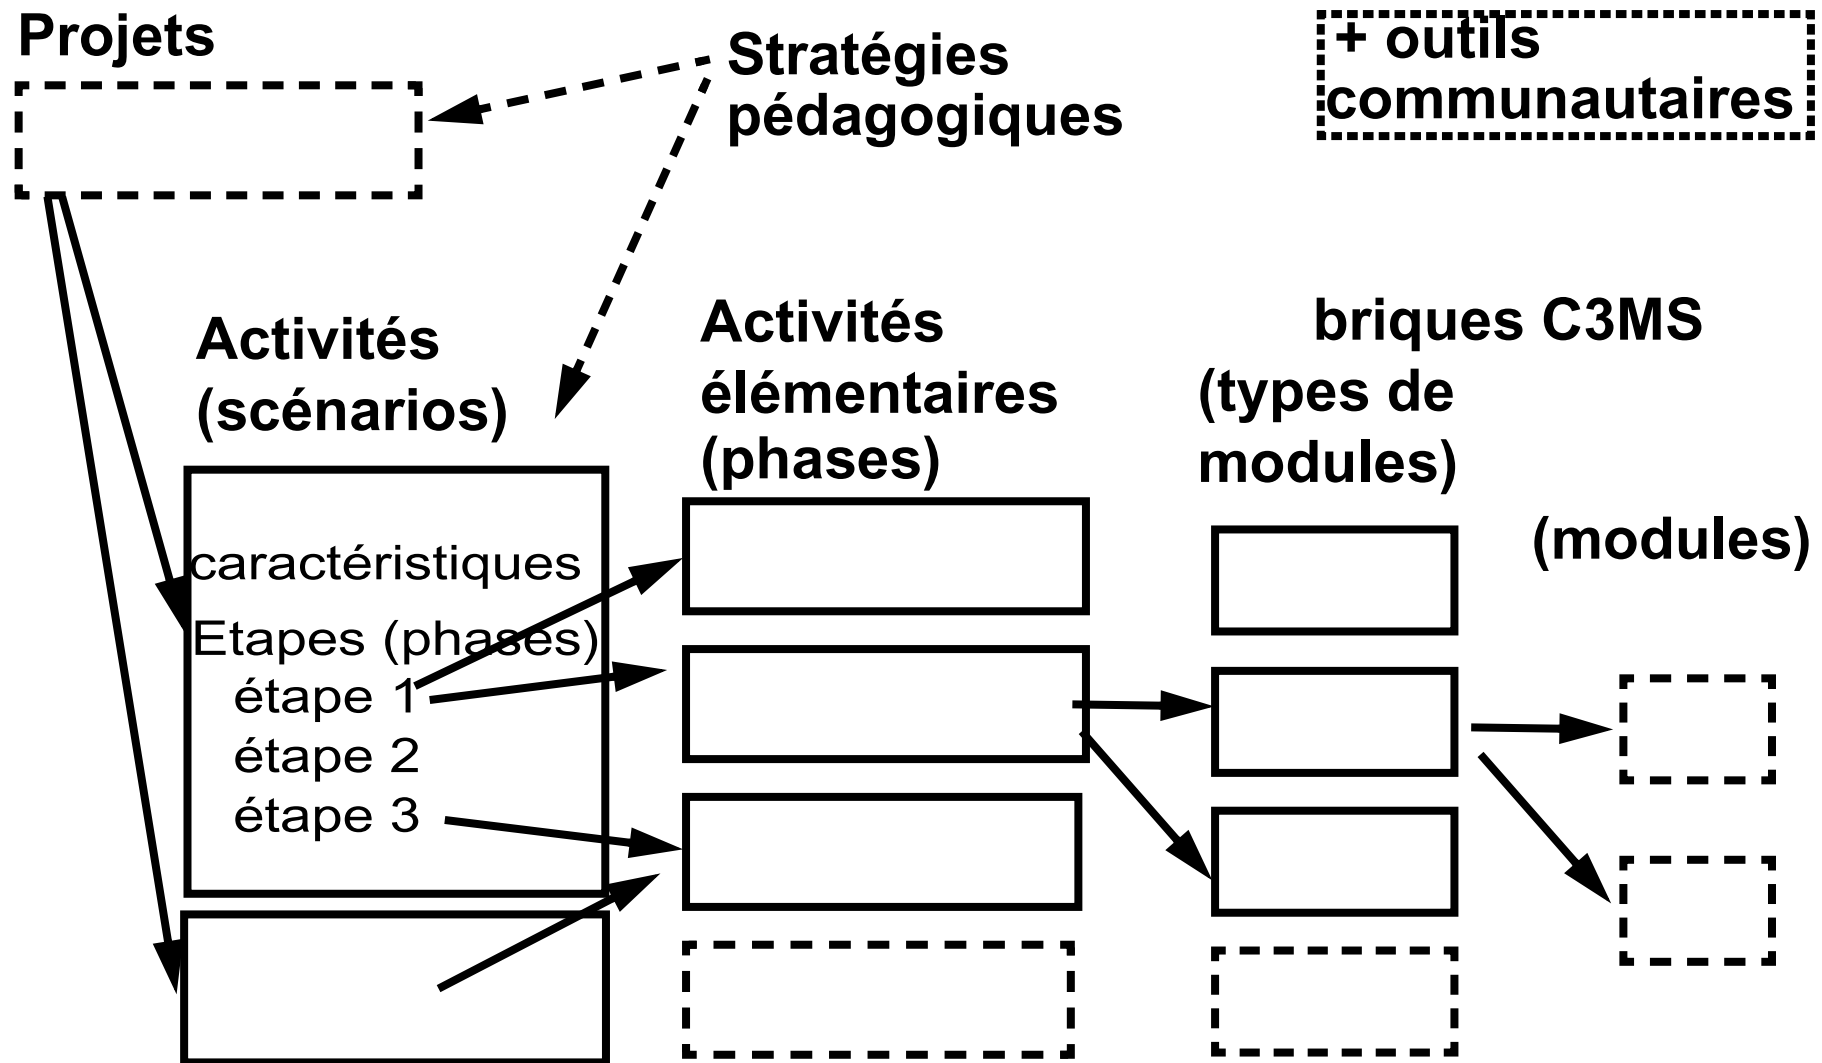 Projets
Stratégies
pédagogiques
+ outils
communautaires
Activités
(scénarios)
Activités
élémentaires
(phases)
briques C3MS
(types de
modules)
(modules)
caractéristiques
Etapes (phases)
étape 1
étape 2
étape 3